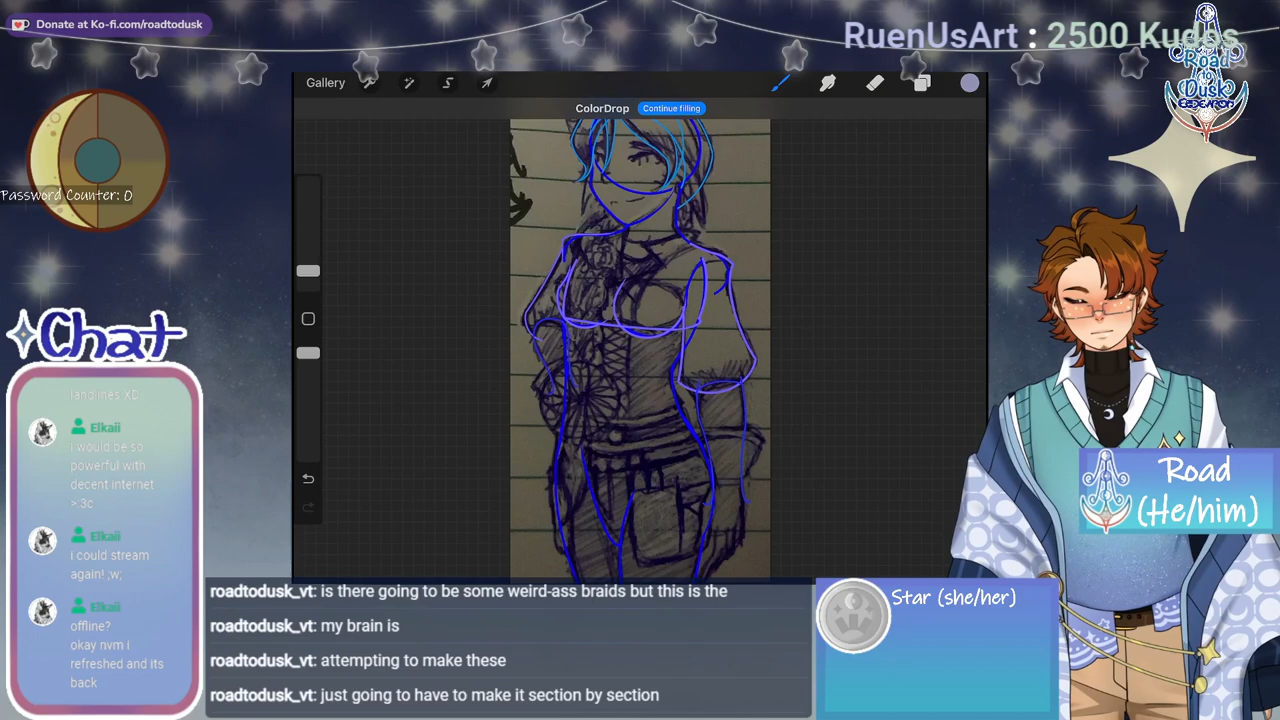 Donate at Ko-fi.com/roadtodusk
RuenUsArt : 2500 Kudos
Road
to
Dusk
Gallery
ColorDrop
Continue filling
Password Counter: 0
Chat
landlines XD
Elkaii
i would be so
powerful with
decent internet
>:3c
Elkaii
i could stream
again! ;w;
Elkaii
offline?
okay nvm i
refreshed and its
back
roadtodusk_vt: is there going to be some weird-ass braids but this is the
roadtodusk_vt: my brain is
roadtodusk_vt: attempting to make these
roadtodusk_vt: just going to have to make it section by section
Star (she/her)
Road
(He/him)